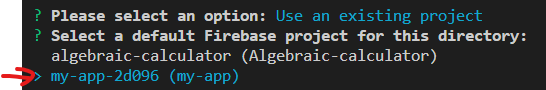 ? Please select an option: Use an existing project
? Select a default Firebase project for this directory:
algebraic-calculator (Algebraic-calculator)
> my-app-2d096 (my-app)